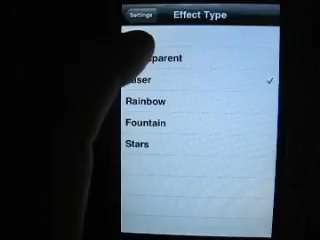 Settings
Effect Type
sparent
aser
Rainbow
Fountain
Stars